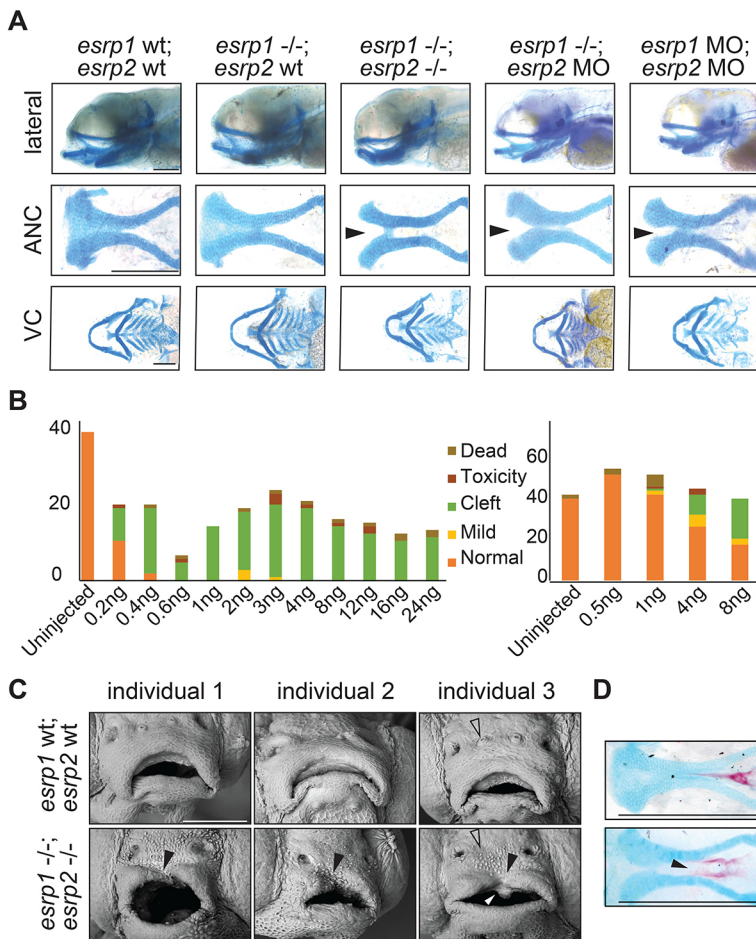 A
esrp1 wt; esrp1 -/-; esrp1 -/-; esrp1 -/-; esrp1 MO;
esrp2 wt esrp2 wt esrp2 -/- esrp2 MO esrp2 MO
lateral
ANC
VC
B
40
20
0
Uninjected
0.2ng
0.4ng
0.6ng
1ng
2ng
3ng
4ng
8ng
12ng
16ng
24ng
Dead
Toxicity
Cleft
Mild
Normal
60
40
20
0
Uninjected
0.5ng
1ng
4ng
8ng
C
individual 1 individual 2 individual 3
esrp1 wt;
esrp2 wt
esrp1 -/-;
esrp2 -/-
D